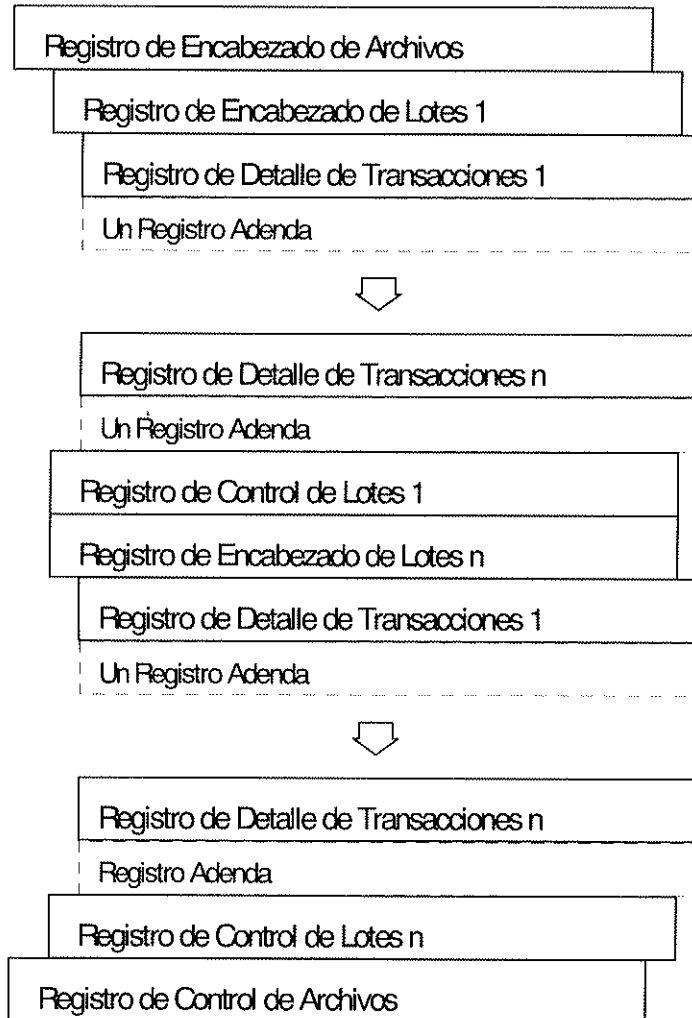 Registro de Encabezado de Archivos
Registro de Encabezado de Lotes 1
Registro de Detalle de Transacciones 1
Un Registro Adenda
Registro de Detalle de Transacciones n
Un Registro Adenda
Registro de Control de Lotes 1
Registro de Encabezado de Lotes n
Registro de Detalle de Transacciones 1
Un Registro Adenda
Registro de Detalle de Transacciones n
Registro Adenda
Registro de Control de Lotes n
Registro de Control de Archivos